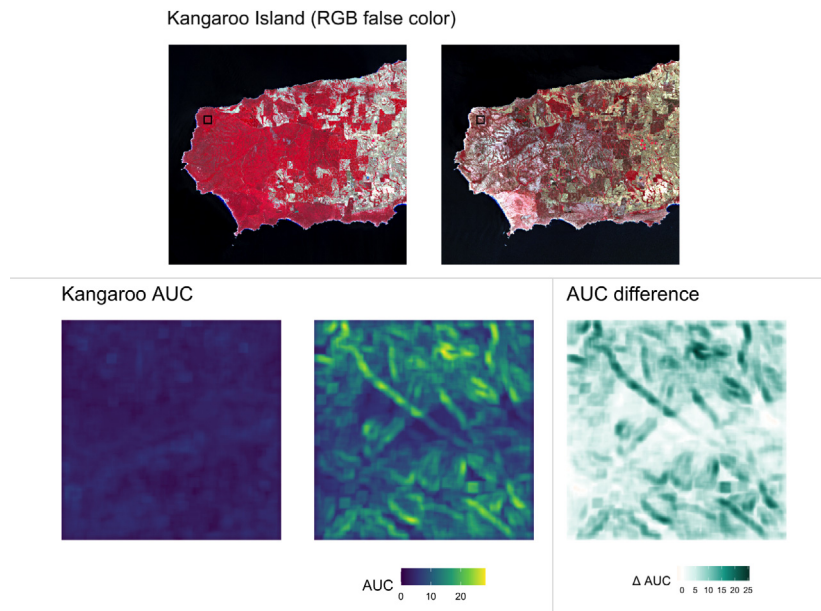 Kangaroo Island (RGB false color)
Kangaroo AUC
AUC difference
AUC
0 10 20
Δ AUC
0 5 10 15 20 25